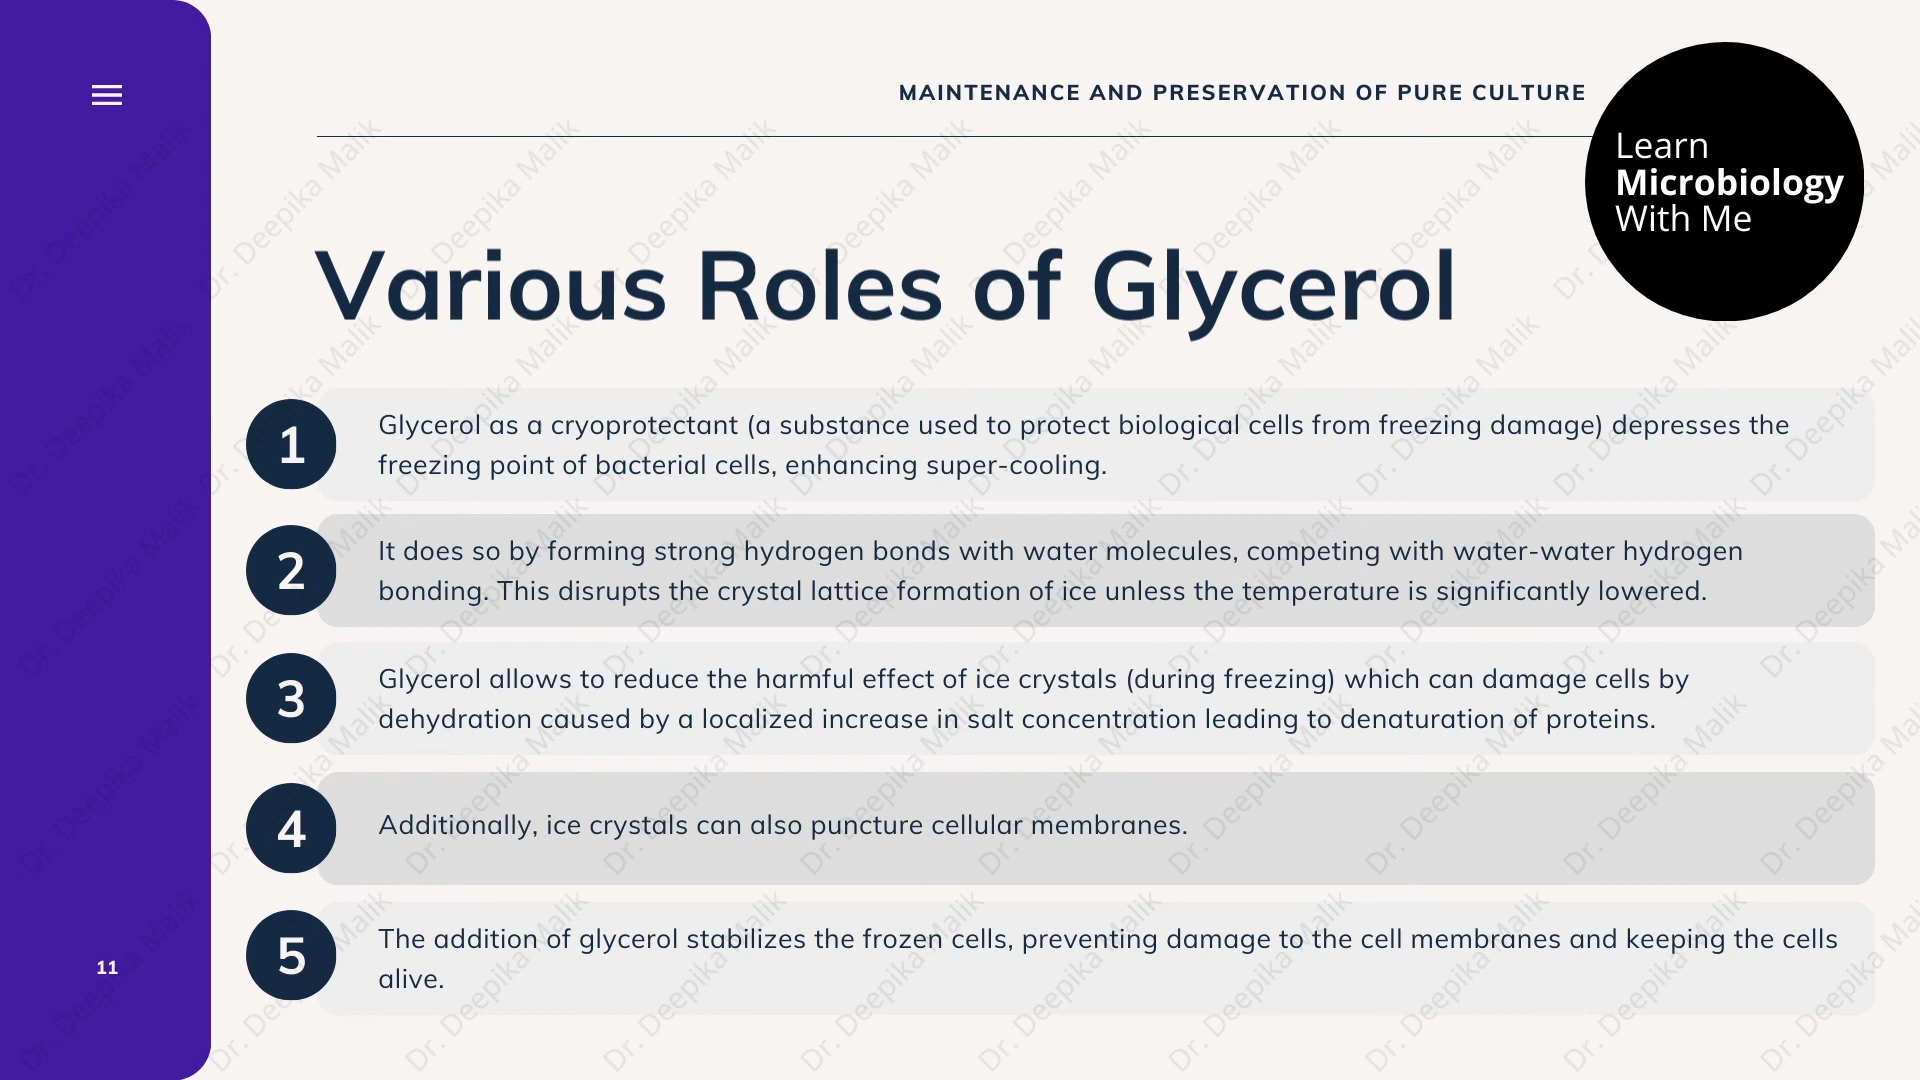 MAINTENANCE AND PRESERVATION OF PURE CULTURE
Learn
Microbiology
With Me
Various Roles of Glycerol
1
Glycerol as a cryoprotectant (a substance used to protect biological cells from freezing damage) depresses the
freezing point of bacterial cells, enhancing super-cooling.
2
It does so by forming strong hydrogen bonds with water molecules, competing with water-water hydrogen
bonding. This disrupts the crystal lattice formation of ice unless the temperature is significantly lowered.
3
Glycerol allows to reduce the harmful effect of ice crystals (during freezing) which can damage cells by
dehydration caused by a localized increase in salt concentration leading to denaturation of proteins.
4
Additionally, ice crystals can also puncture cellular membranes.
5
The addition of glycerol stabilizes the frozen cells, preventing damage to the cell membranes and keeping the cells
alive.
11
Dr. Deepika Malik